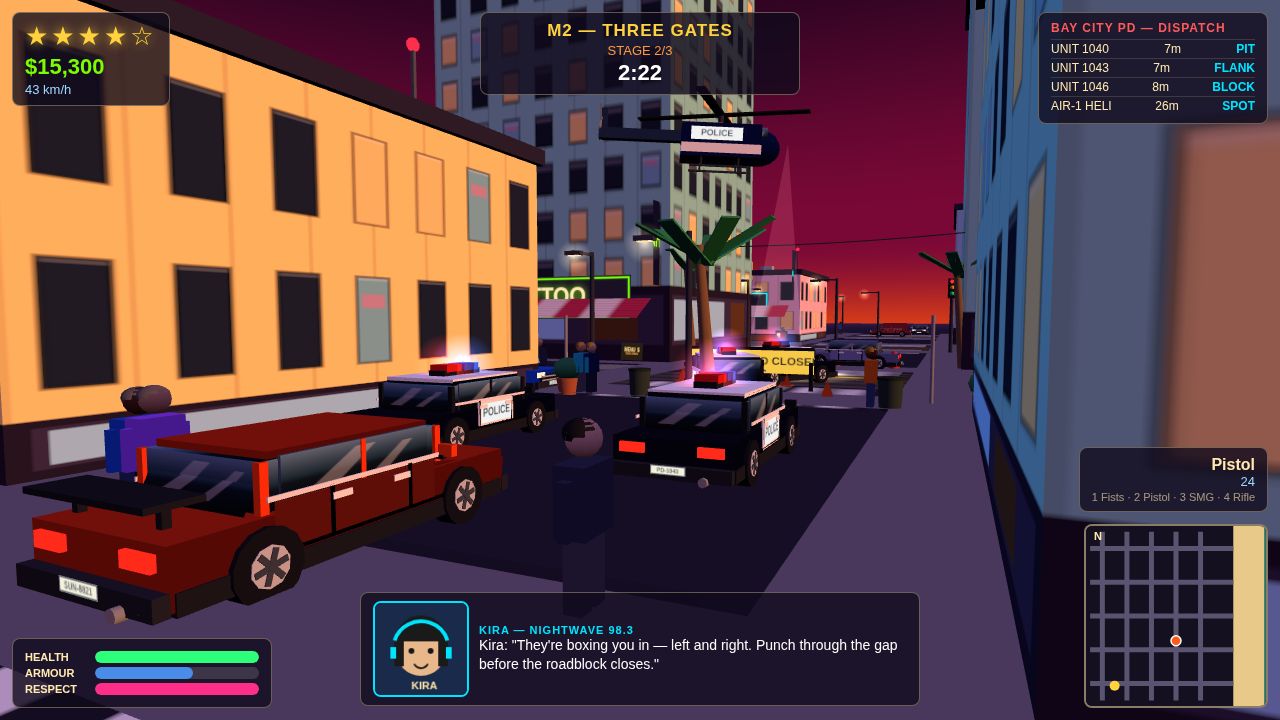 ★★★★☆
$15,300
43 km/h
M2 — THREE GATES
STAGE 2/3
2:22
BAY CITY PD — DISPATCH
UNIT 1040 7m PIT
UNIT 1043 7m FLANK
UNIT 1046 8m BLOCK
AIR-1 HELI 26m SPOT
POLICE
TOO
D CLOSE
POLICE
POLICE
PD-1043
SUN-8821
Pistol
24
1 Fists · 2 Pistol · 3 SMG · 4 Rifle
N
KIRA
KIRA — NIGHTWAVE 98.3
Kira: "They're boxing you in — left and right. Punch through the gap
before the roadblock closes."
HEALTH
ARMOUR
RESPECT